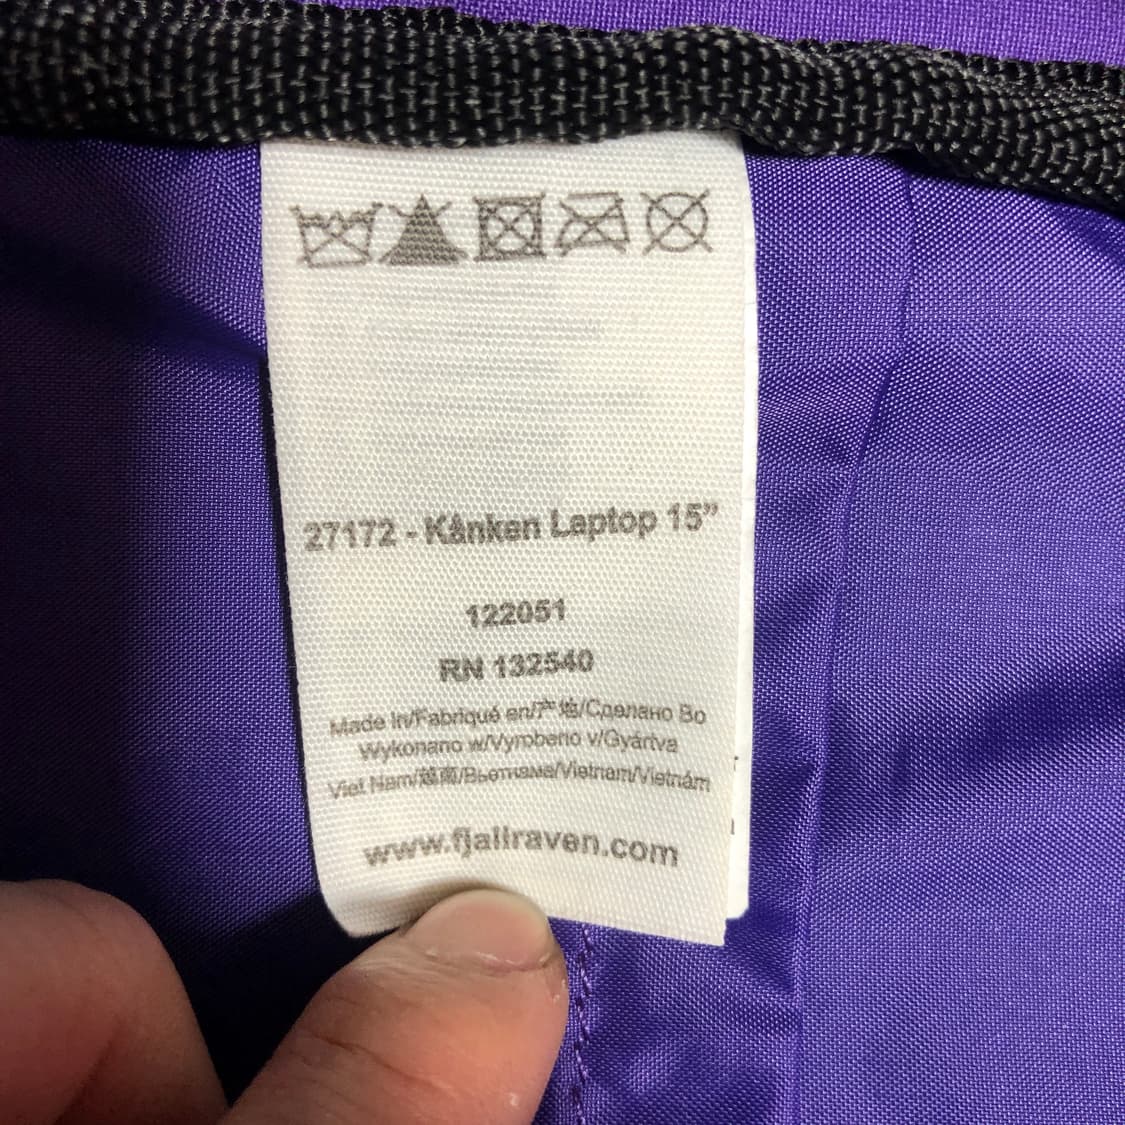 27172 - Kånken Laptop 15”
122051
RN 132540
Made In/Fabriqué en/产地/Сделано Во
Wykonano w/Vyrobeno v/Gyártva
Viet Nam/越南/Вьетнаме/Vietnam/Vietnám
www.fjallraven.com